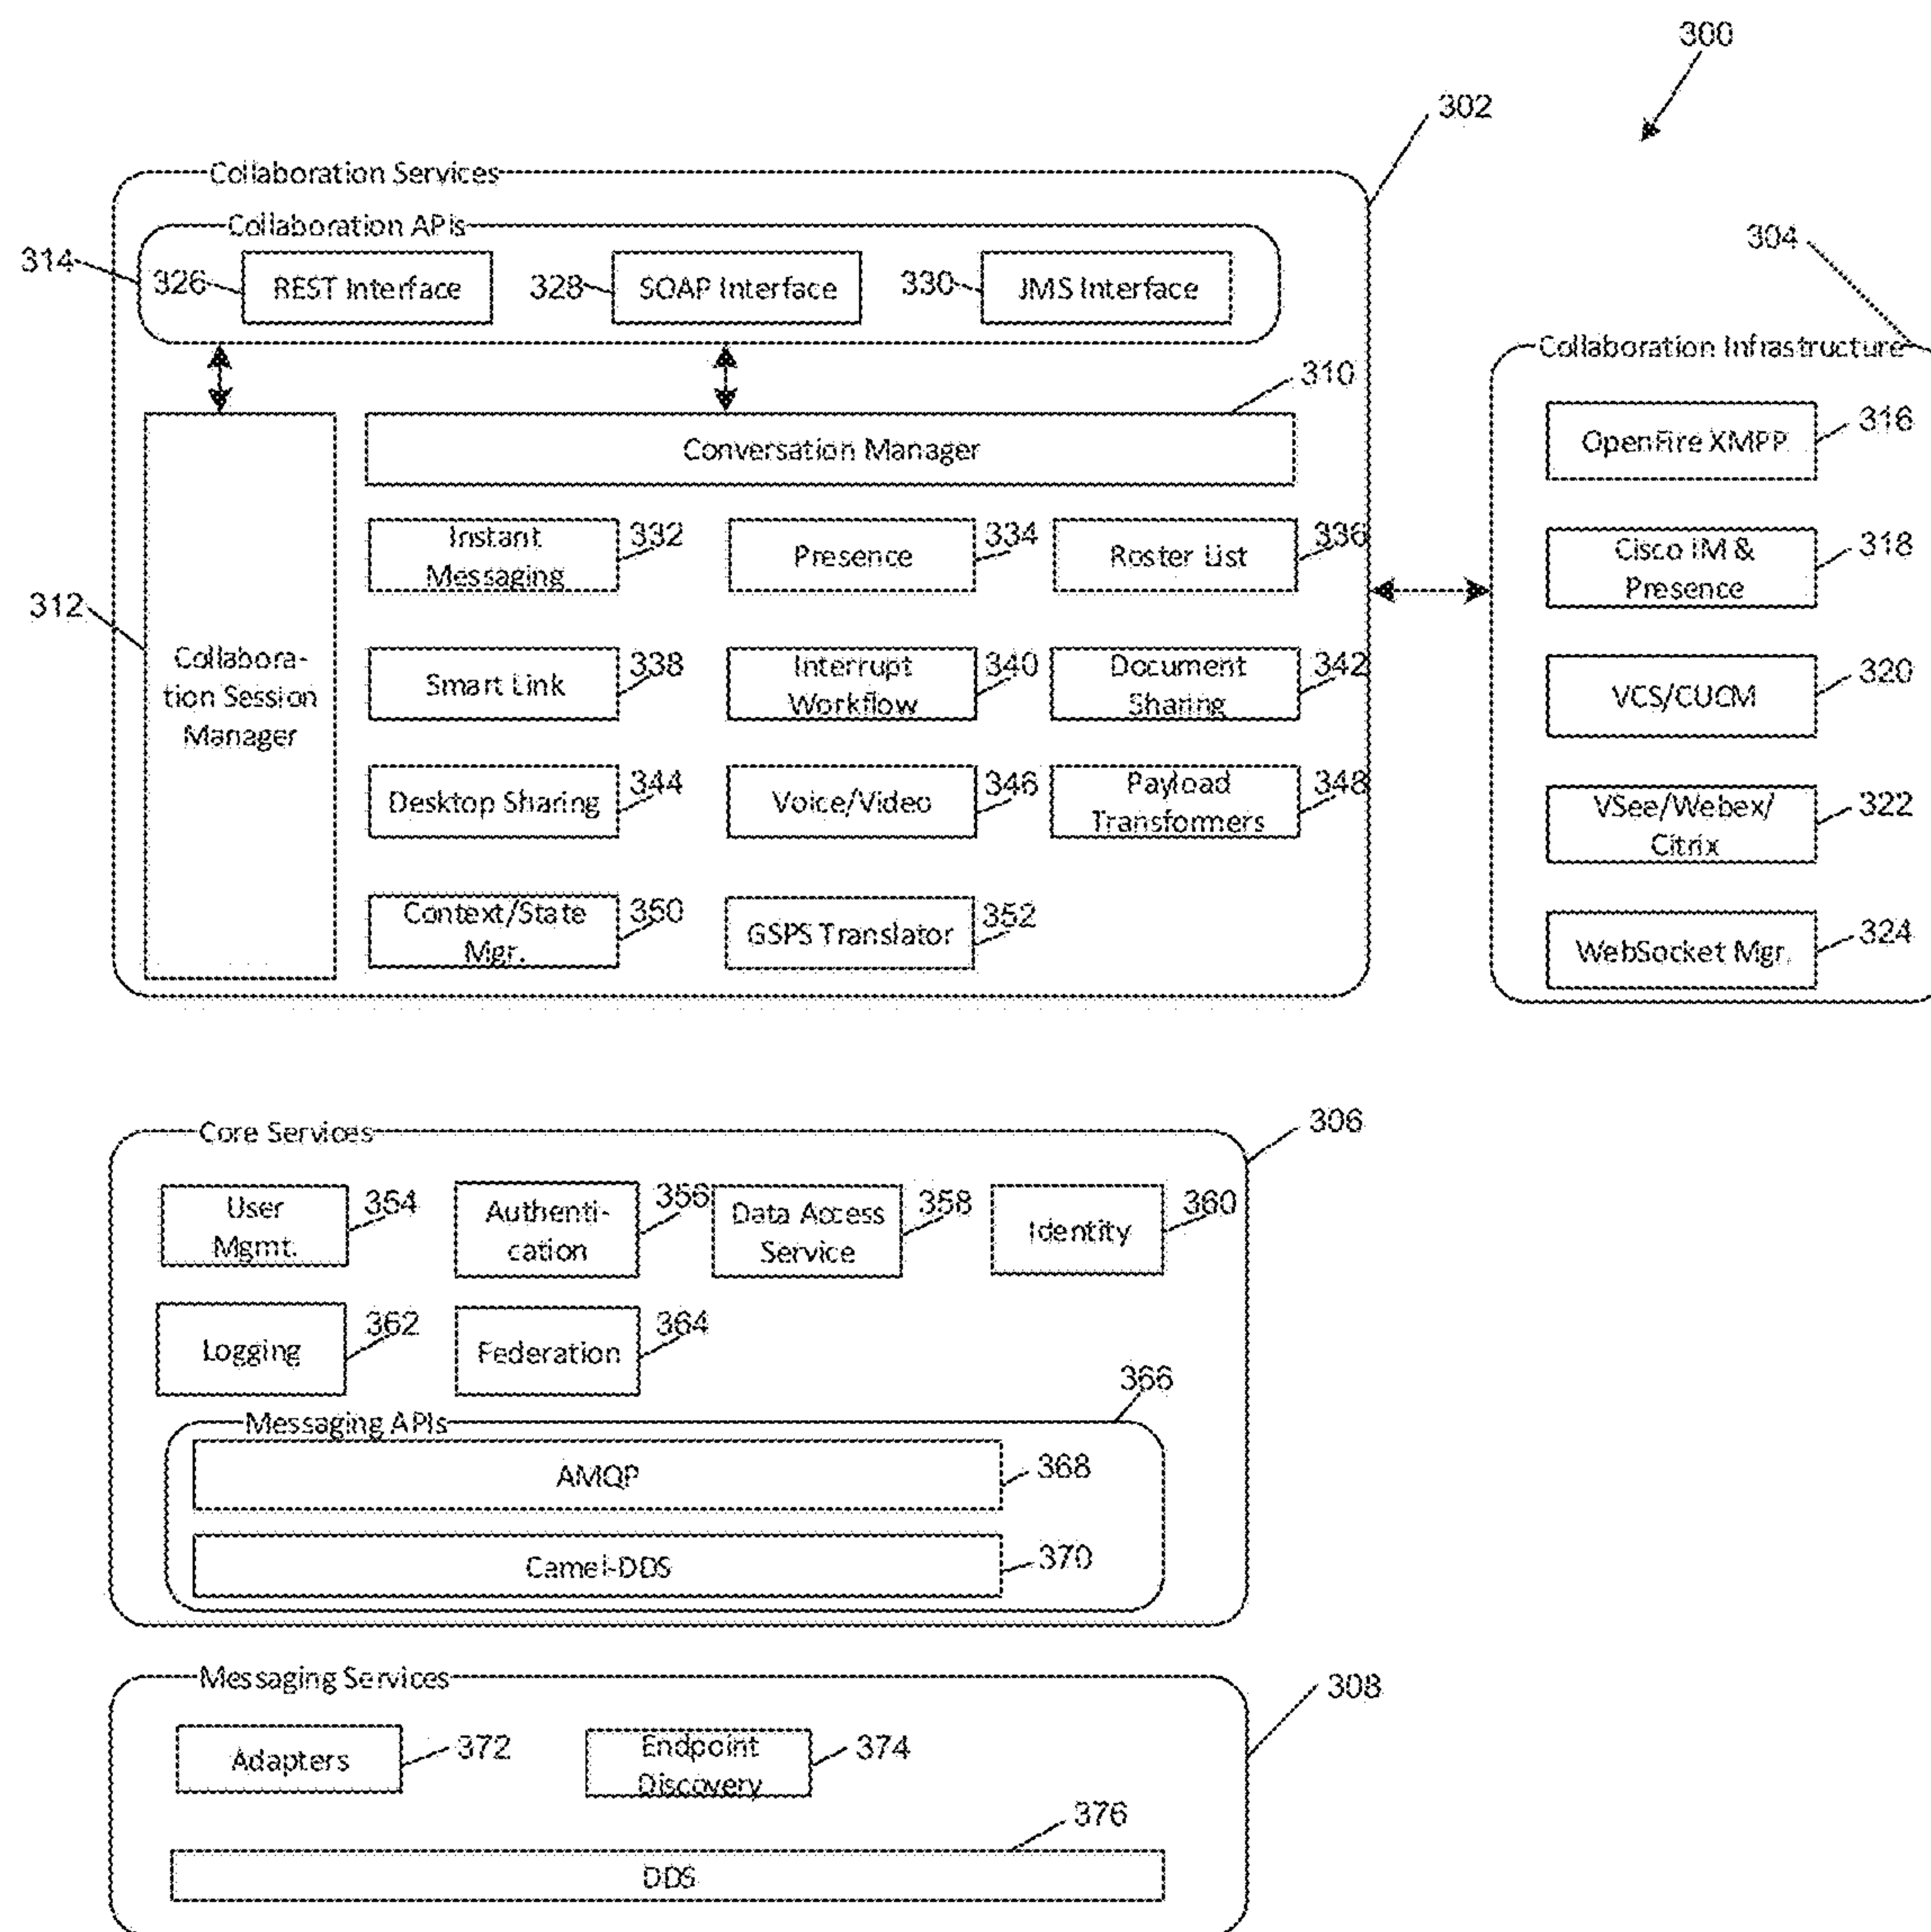 300
302
Collaboration Services
Collaboration APIs
304
314
326
REST Interface
328
SOAP Interface
330
JMS Interface
Collaboration Infrastructure
310
Conversation Manager
OpenFire XMPP
316
Instant
Messaging
332
Presence
334
Roster List
336
Cisco IM &
Presence
318
312
Collabora-
tion Session
Manager
Smart Link
338
Interrupt
Workflow
340
Document
Sharing
342
VCS/CUCM
320
Desktop Sharing
344
Voice/Video
346
Payload
Transformers
348
VSee/Webex/
Citrix
322
Context/State
Mgr.
350
GSPS Translator
352
WebSocket Mgr.
324
Core Services
306
User
Mgmt.
354
Authenti-
cation
356
Data Access
Service
358
Identity
360
Logging
362
Federation
364
366
Messaging APIs
AMQP
368
Camel-DDS
370
Messaging Services
308
Adapters
372
Endpoint
Discovery
374
376
DDS